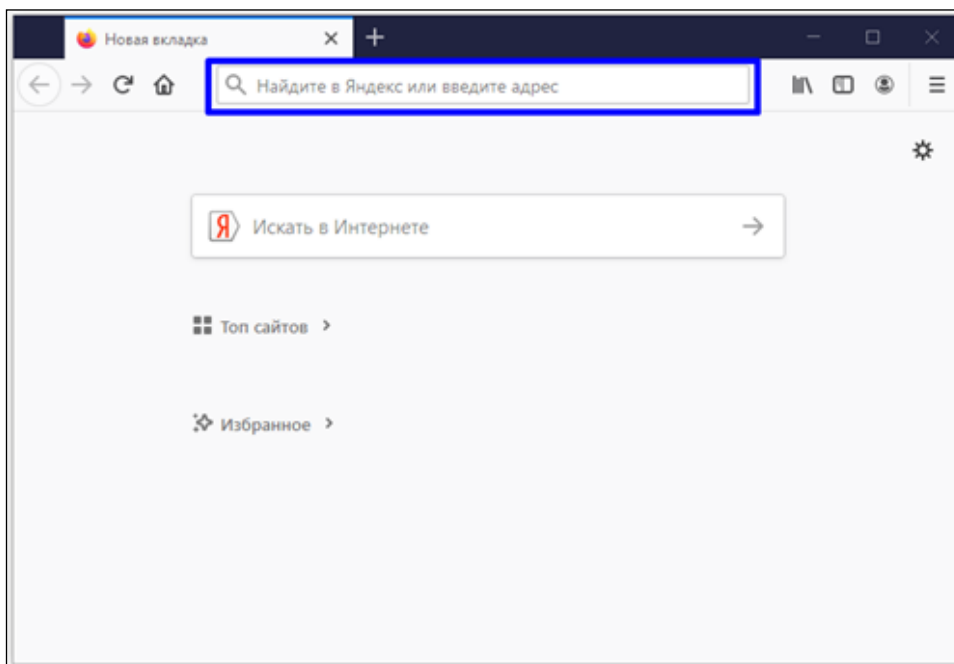 Новая вкладка
Найдите в Яндекс или введите адрес
Я Искать в Интернете
Топ сайтов
Избранное